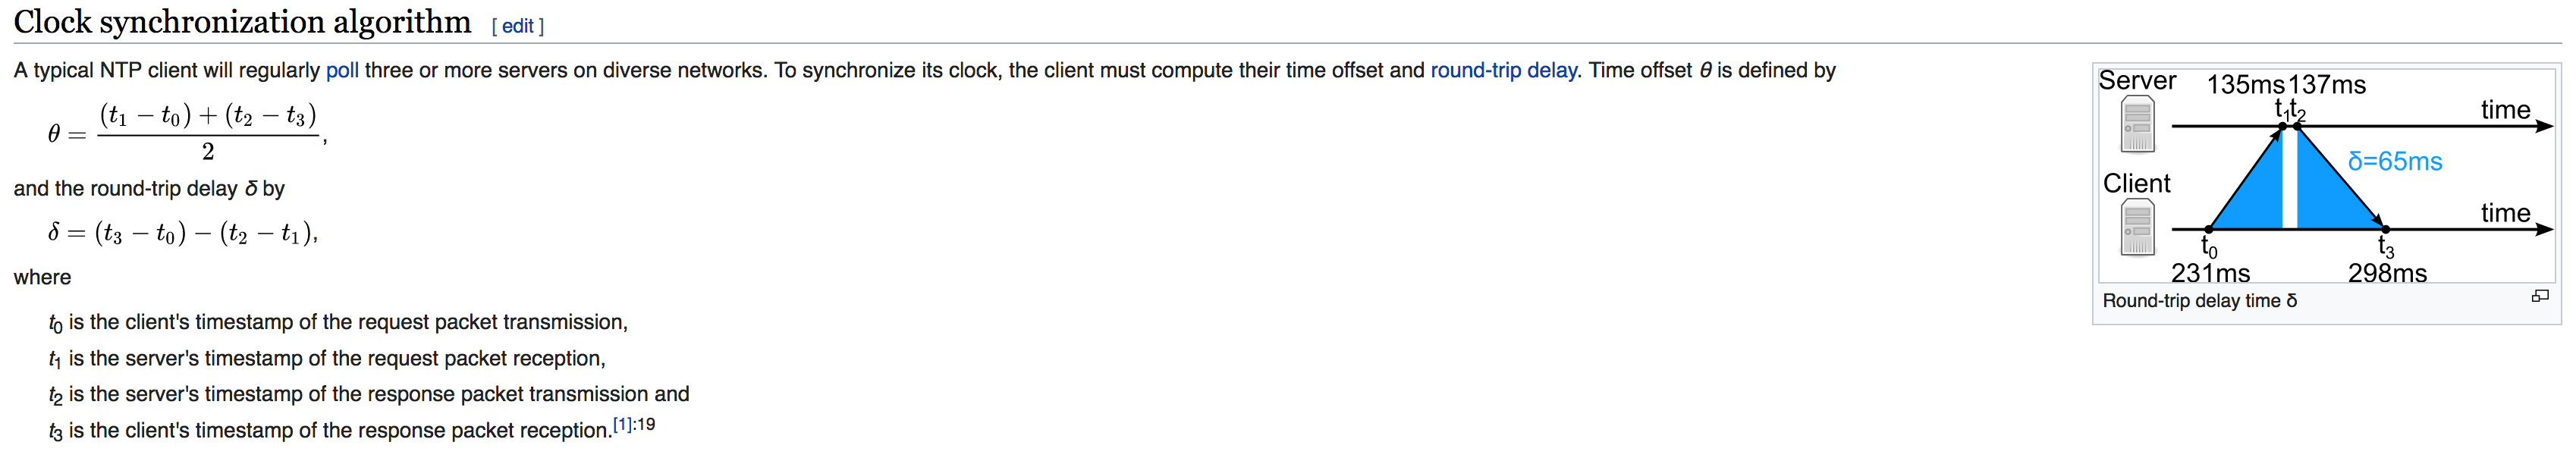 Clock synchronization algorithm [ edit ]
A typical NTP client will regularly poll three or more servers on diverse networks. To synchronize its clock, the client must compute their time offset and round-trip delay. Time offset θ is defined by
θ = \frac{(t₁ − t₀) + (t₂ − t₃)}{2},
and the round-trip delay δ by
δ = (t₃ − t₀) − (t₂ − t₁),
where
t₀ is the client's timestamp of the request packet transmission,
t₁ is the server's timestamp of the request packet reception,
t₂ is the server's timestamp of the response packet transmission and
t₃ is the client's timestamp of the response packet reception.[1]:19
Server 135ms 137ms
t₁ t₂ time
δ=65ms
Client
time
t₀ t₃
231ms 298ms
Round-trip delay time δ